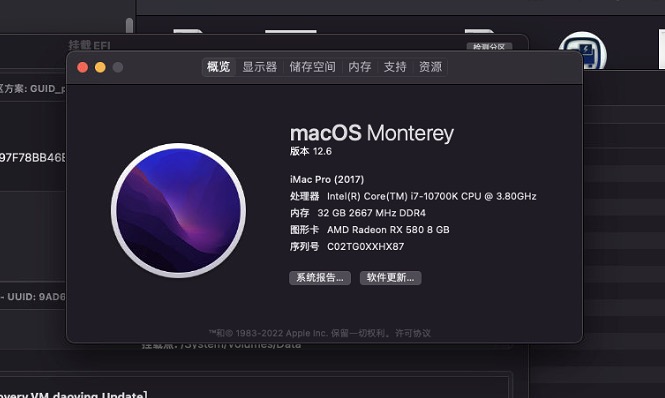 挂载 EFI
检测分区
概览 显示器 储存空间 内存 支持 资源
区方案: GUID_p
macOS Monterey
版本 12.6
97F78BB46E
iMac Pro (2017)
处理器 Intel(R) Core(TM) i7-10700K CPU @ 3.80GHz
内存 32 GB 2667 MHz DDR4
图形卡 AMD Radeon RX 580 8 GB
序列号 C02TG0XXHX87
系统报告... 软件更新...
- UUID: 9AD6
™和© 1983-2022 Apple Inc. 保留一切权利。许可协议
挂载点: /System/Volumes/Data
overy,VM,daoying,Update]